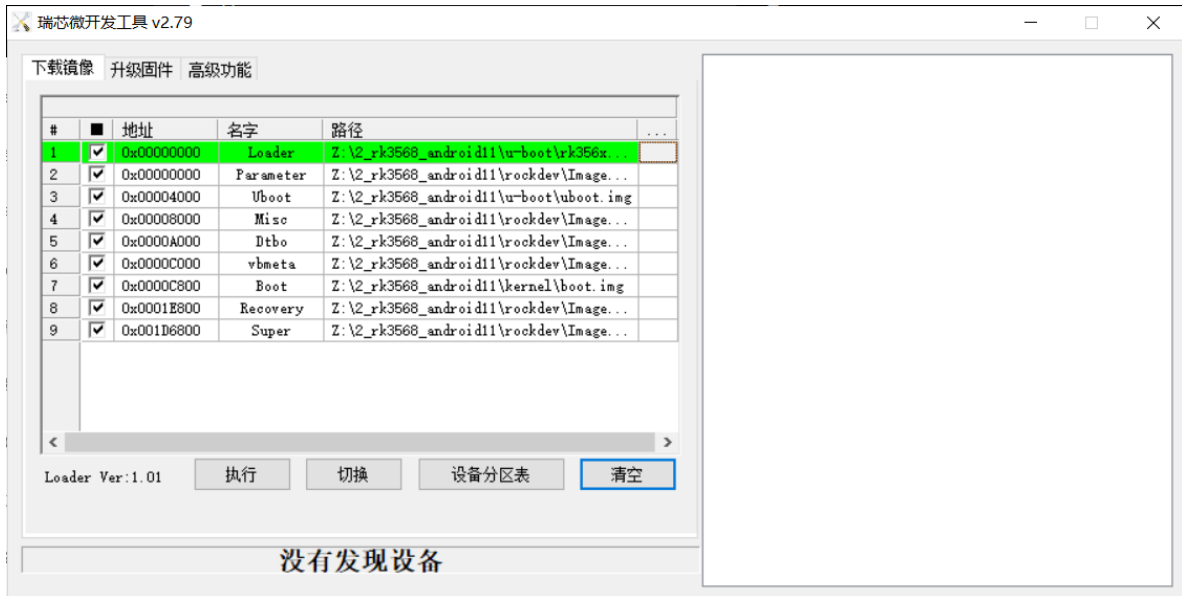 瑞芯微开发工具 v2.79
下载镜像 升级固件 高级功能
# 地址 名字 路径 ...
1 0x00000000 Loader Z:\2_rk3568_android11\u-boot\rk356x...
2 0x00000000 Parameter Z:\2_rk3568_android11\rockdev\Image...
3 0x00004000 Uboot Z:\2_rk3568_android11\u-boot\uboot.img
4 0x00008000 Misc Z:\2_rk3568_android11\rockdev\Image...
5 0x0000A000 Dtbo Z:\2_rk3568_android11\rockdev\Image...
6 0x0000C000 vbmeta Z:\2_rk3568_android11\rockdev\Image...
7 0x0000C800 Boot Z:\2_rk3568_android11\kernel\boot.img
8 0x0001E800 Recovery Z:\2_rk3568_android11\rockdev\Image...
9 0x001D6800 Super Z:\2_rk3568_android11\rockdev\Image...
Loader Ver:1.01 执行 切换 设备分区表 清空
没有发现设备